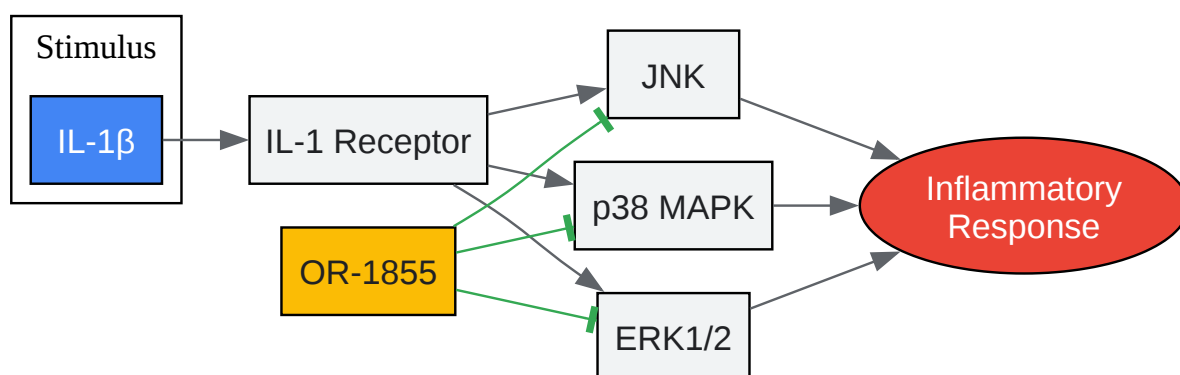 Stimulus
IL-1β
IL-1 Receptor
OR-1855
JNK
p38 MAPK
ERK1/2
Inflammatory
Response